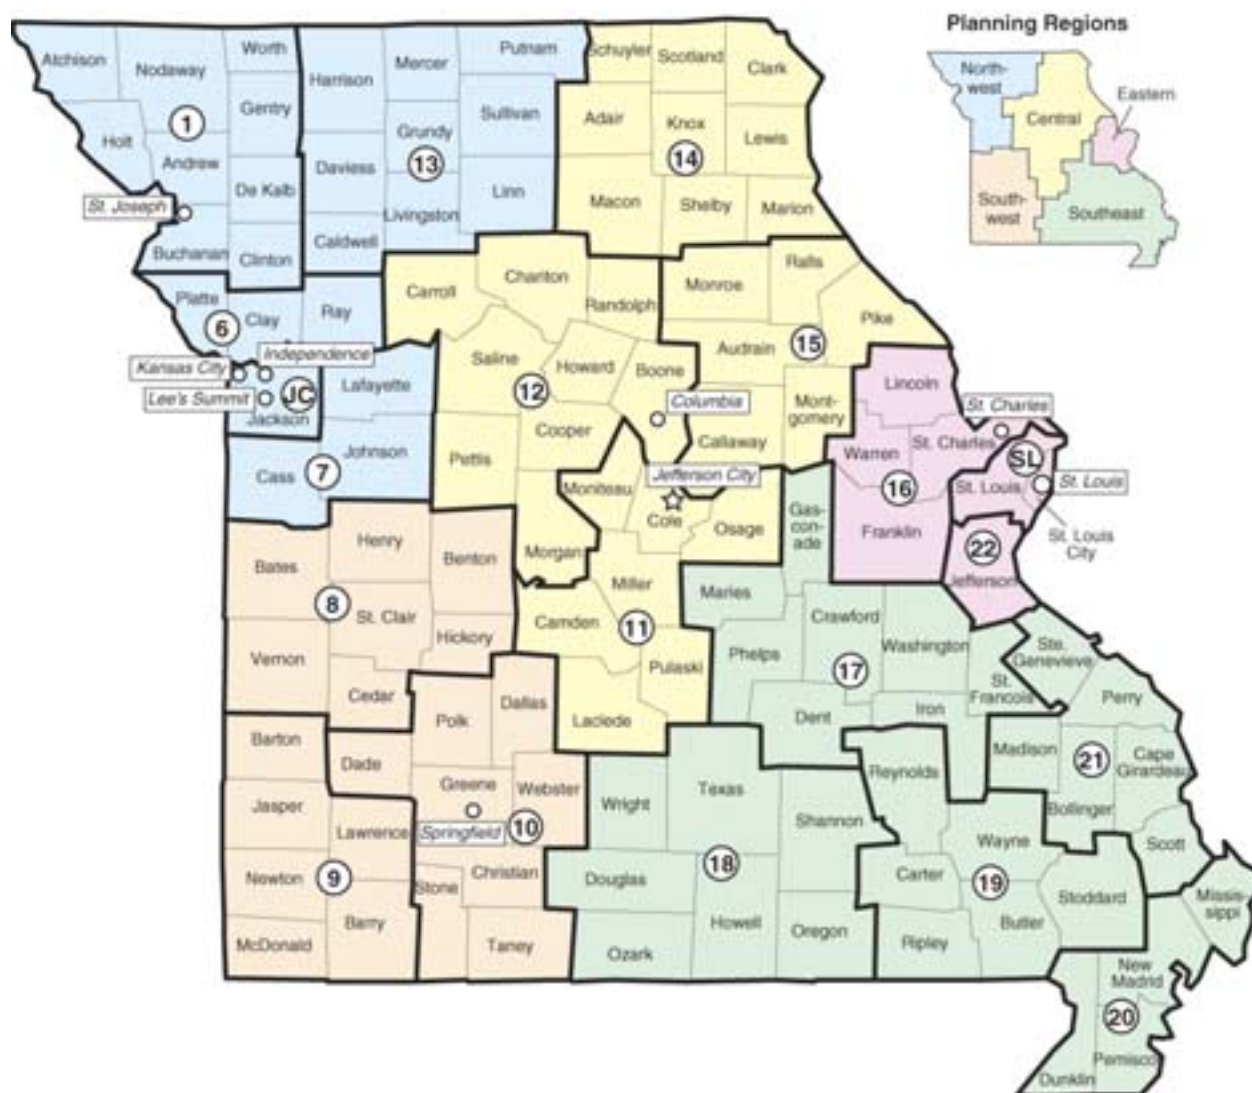 Planning Regions
North-
west
Central
Eastern
South-
west
Southeast
Atchison
Nodaway
Worth
Gentry
Holt
1
Andrew
De Kalb
St. Joseph
Buchanan
Clinton
Harrison
Mercer
Putnam
Sullivan
Grundy
13
Daviess
Linn
Livingston
Caldwell
Schuyler
Scotland
Clark
Adair
Knox
Lewis
14
Macon
Shelby
Marion
Platte
Clay
Ray
6
Independence
Kansas City
Lee's Summit
JC
Jackson
Lafayette
Johnson
Cass
7
Carroll
Chariton
Randolph
Saline
Howard
Boone
12
Columbia
Cooper
Pettis
Morgan
Monroe
Ralls
Pike
Audrain
15
Mont-
gomery
Callaway
Jefferson City
Moniteau
Cole
Osage
Miller
Camden
11
Pulaski
Laclede
Lincoln
St. Charles
Warren
St. Charles
16
Franklin
SL
St. Louis
St. Louis
St. Louis
City
22
Jefferson
Henry
Benton
Bates
8
St. Clair
Hickory
Vernon
Cedar
Gas-
con-
ade
Maries
Crawford
Washington
Phelps
17
St.
Francois
Iron
Dent
Ste.
Genevieve
Perry
Madison
21
Cape
Girardeau
Bollinger
Scott
Polk
Dallas
Dade
Greene
Webster
Springfield
10
Christian
Stone
Taney
Barton
Jasper
Lawrence
Newton
9
Barry
McDonald
Wright
Texas
Shannon
18
Douglas
Howell
Ozark
Oregon
Reynolds
Wayne
Carter
19
Stoddard
Butler
Ripley
Missis-
sippi
New
Madrid
20
Pemiscot
Dunklin